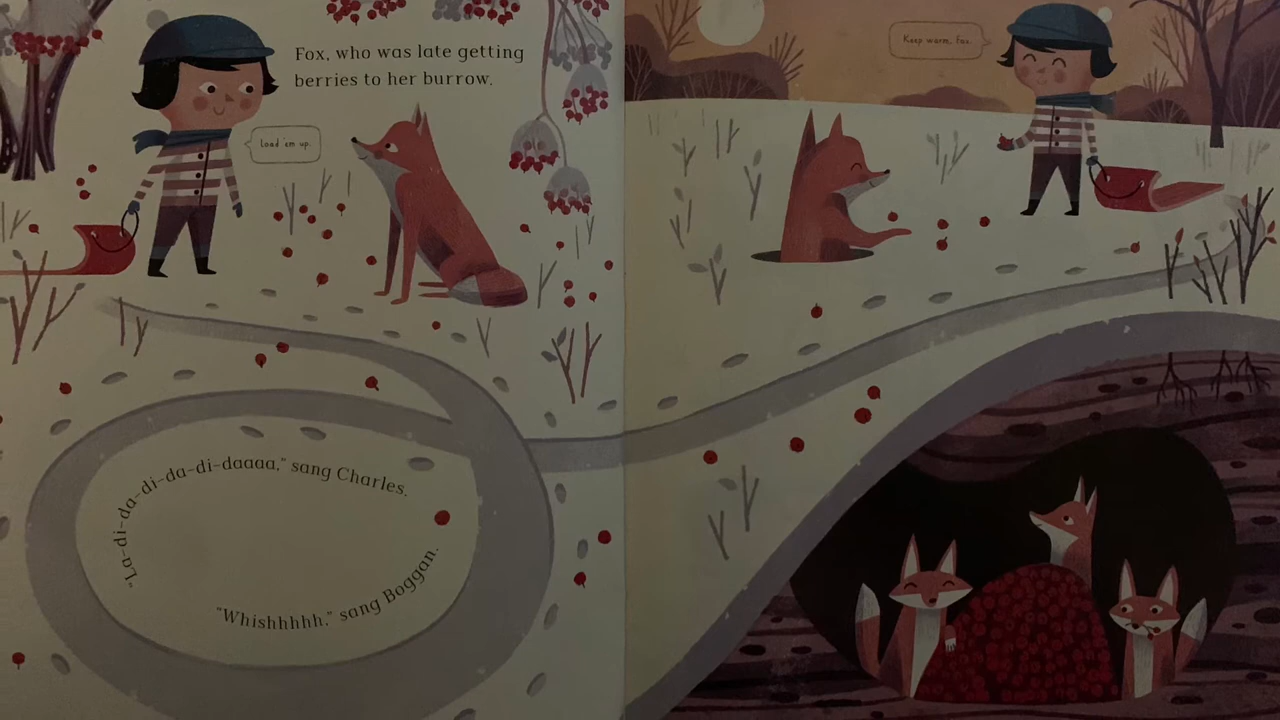 Fox, who was late getting
berries to her burrow.
Load 'em up.
Keep warm, Fox.
"La-di-da-di-da-di-daaaa," sang Charles.
"Whishhhhh," sang Boggan.